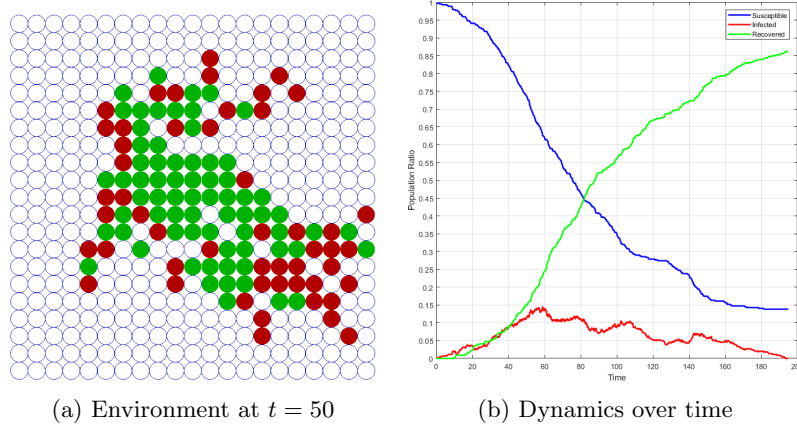 1
0.95
0.9
0.85
0.8
0.75
0.7
0.65
0.6
0.55
0.5
0.45
0.4
0.35
0.3
0.25
0.2
0.15
0.1
0.05
0
Population Ratio
Susceptible
Infected
Recovered
0 20 40 60 80 100 120 140 160 180 200
Time
(a) Environment at t = 50
(b) Dynamics over time